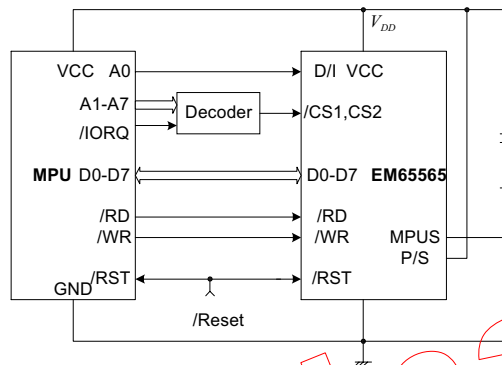 V_DD
VCC A0 D/I VCC
A1-A7 Decoder /CS1,CS2
/IORQ
MPU D0-D7 D0-D7 EM65565
/RD /RD
/WR /WR MPUS
P/S
/RST /RST
GND
/Reset